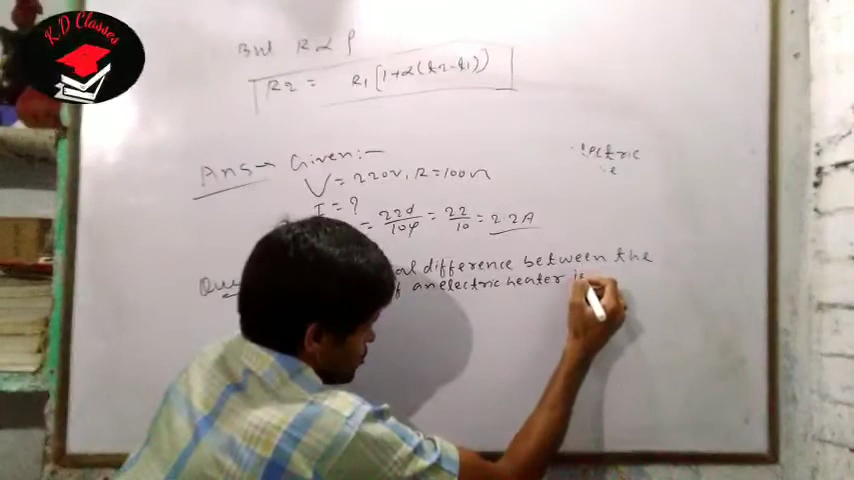 K.D Classes
But R ∝ ρ
R2 = R1[1+α(t2-t1)]
Ans → Given:-
V = 220V, R = 100Ω
I = ?
= 220/100 = 22/10 = 2.2A
difference between the
an electric heater is
ectric
e